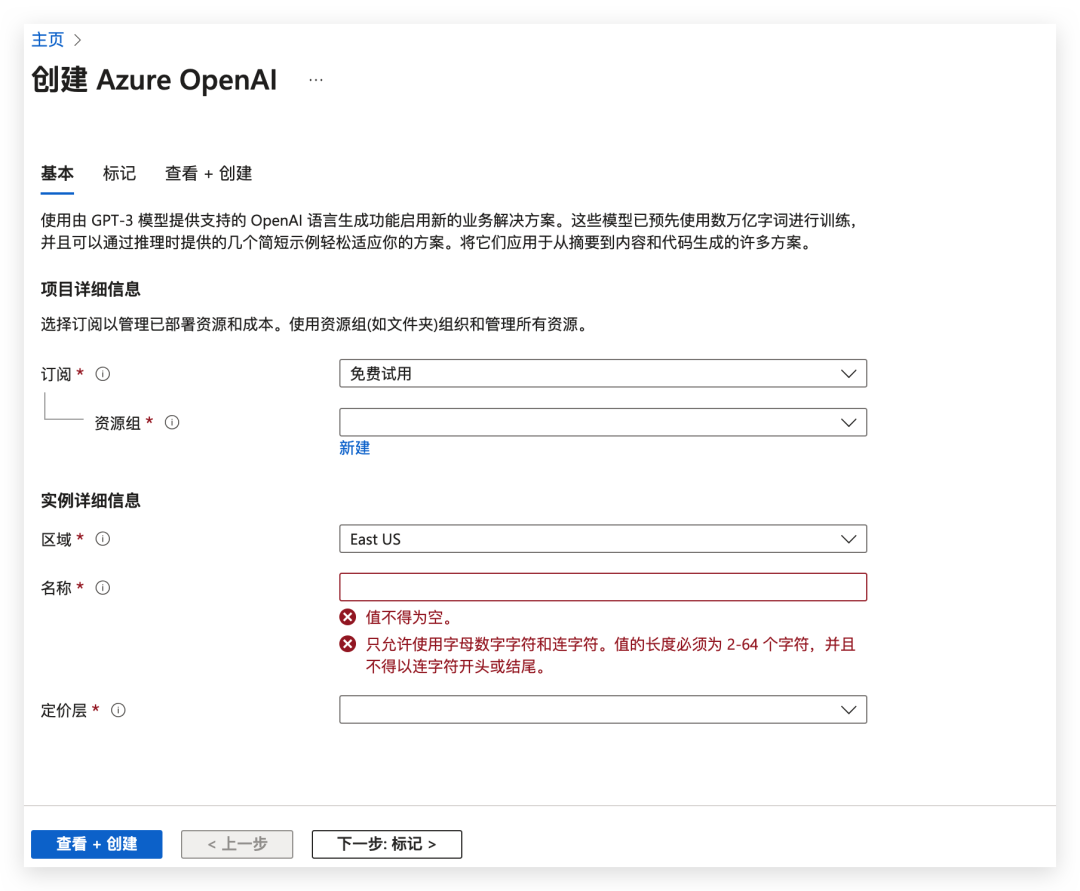 主页 >
创建 Azure OpenAI ...
基本 标记 查看 + 创建
使用由 GPT-3 模型提供支持的 OpenAI 语言生成功能启用新的业务解决方案。这些模型已预先使用数万亿字词进行训练，
并且可以通过推理时提供的几个简短示例轻松适应你的方案。将它们应用于从摘要到内容和代码生成的许多方案。
项目详细信息
选择订阅以管理已部署资源和成本。使用资源组(如文件夹)组织和管理所有资源。
订阅 * 免费试用
资源组 *
新建
实例详细信息
区域 * East US
名称 *
值不得为空。
只允许使用字母数字字符和连字符。值的长度必须为 2-64 个字符，并且
不得以连字符开头或结尾。
定价层 *
查看 + 创建 < 上一步 下一步: 标记 >